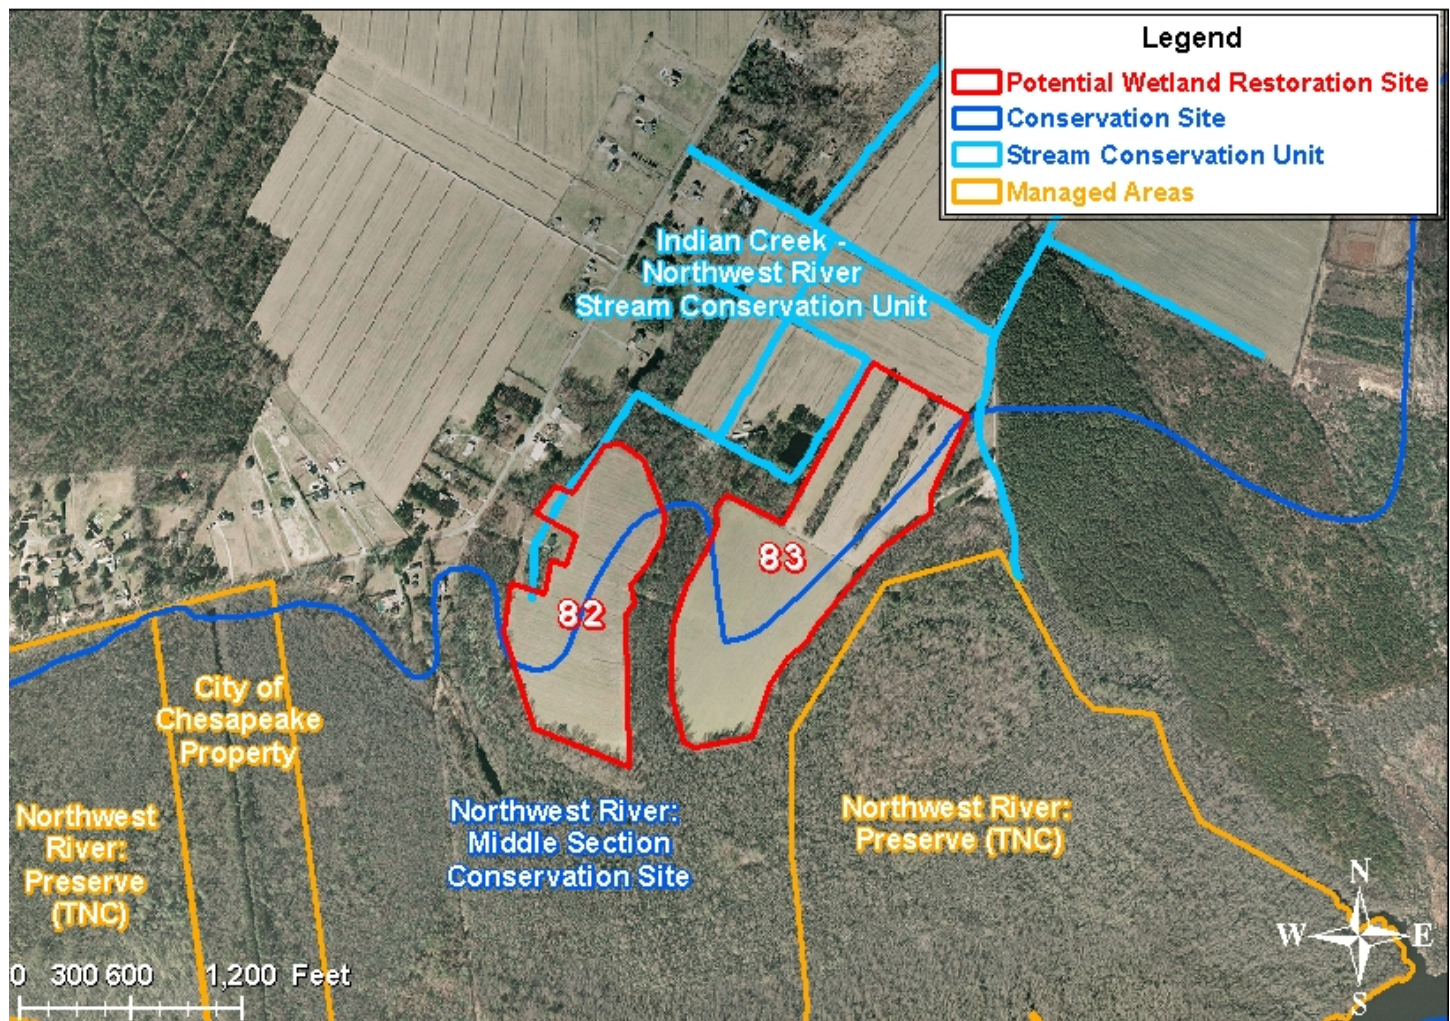 Legend
Potential Wetland Restoration Site
Conservation Site
Stream Conservation Unit
Managed Areas
Indian Creek -
Northwest River
Stream Conservation Unit
83
82
City of
Chesapeake
Property
Northwest
River:
Preserve
(TNC)
Northwest River:
Middle Section
Conservation Site
Northwest River:
Preserve (TNC)
N
W E
S
0 300 600 1,200 Feet